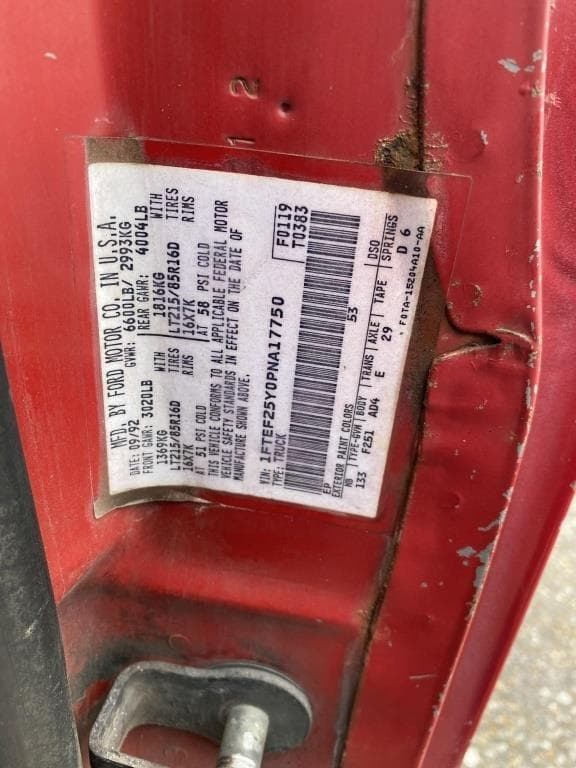 12
MFD. BY FORD MOTOR CO. IN U.S.A.
DATE: 09/92 GVWR: 6600LB/ 2993KG
FRONT GAWR: 3020LB REAR GAWR: 4004LB
1369KG WITH 1816KG WITH
LT215/85R16D TIRES LT215/85R16D TIRES
16X7K RIMS 16X7K RIMS
AT 51 PSI COLD AT 58 PSI COLD
THIS VEHICLE CONFORMS TO ALL APPLICABLE FEDERAL MOTOR
VEHICLE SAFETY STANDARDS IN EFFECT ON THE DATE OF
MANUFACTURE SHOWN ABOVE.
VIN: 1FTEF25Y0PNA17750
TYPE: TRUCK
F0119
TU383
EP 53
EXTERIOR PAINT COLORS DSO
WB TYPE-GVW BODY TRANS AXLE TAPE SPRINGS
133 F251 AD4 E 29 D 6
F0TA-15204A10-AA